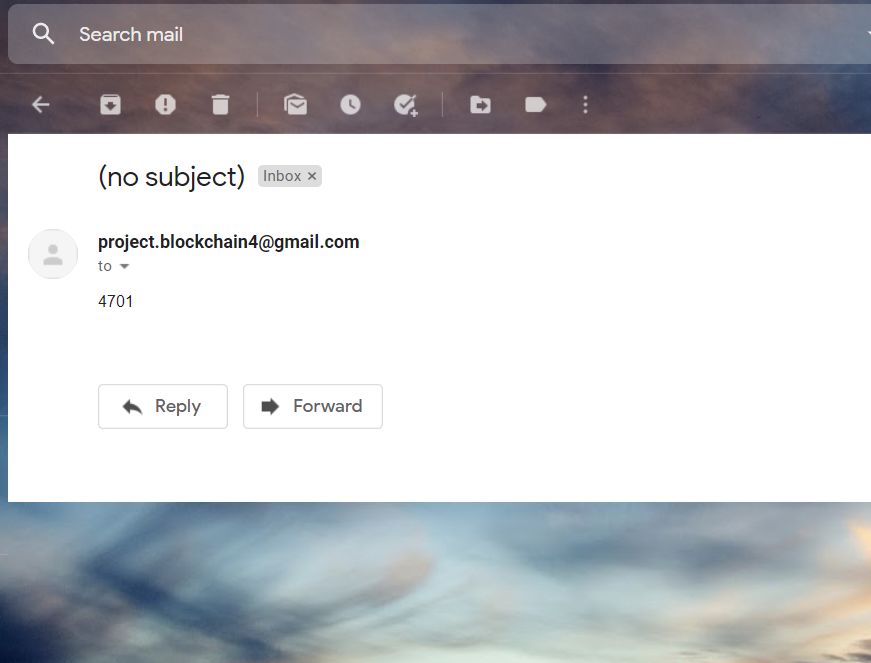 Search mail
(no subject) Inbox ×
project.blockchain4@gmail.com
to
4701
Reply Forward